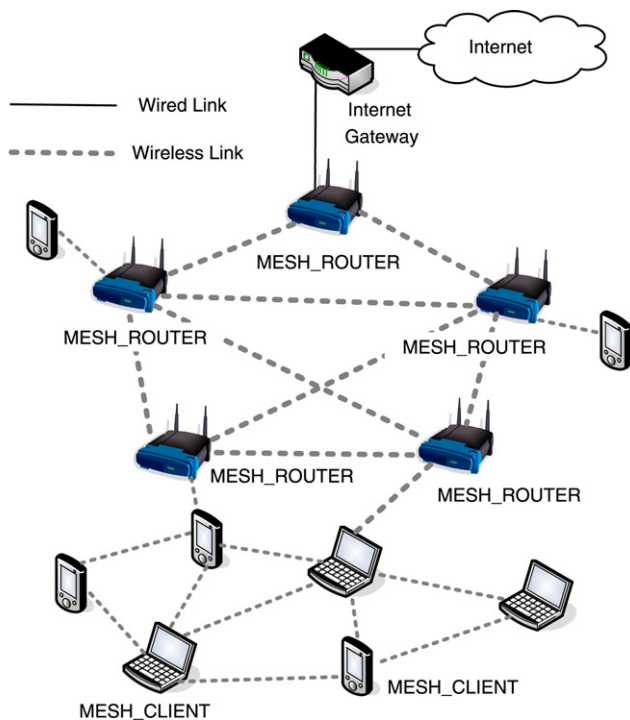 Internet
Wired Link
Internet
Gateway
Wireless Link
MESH_ROUTER
MESH_ROUTER
MESH_ROUTER
MESH_ROUTER
MESH_ROUTER
MESH_CLIENT
MESH_CLIENT